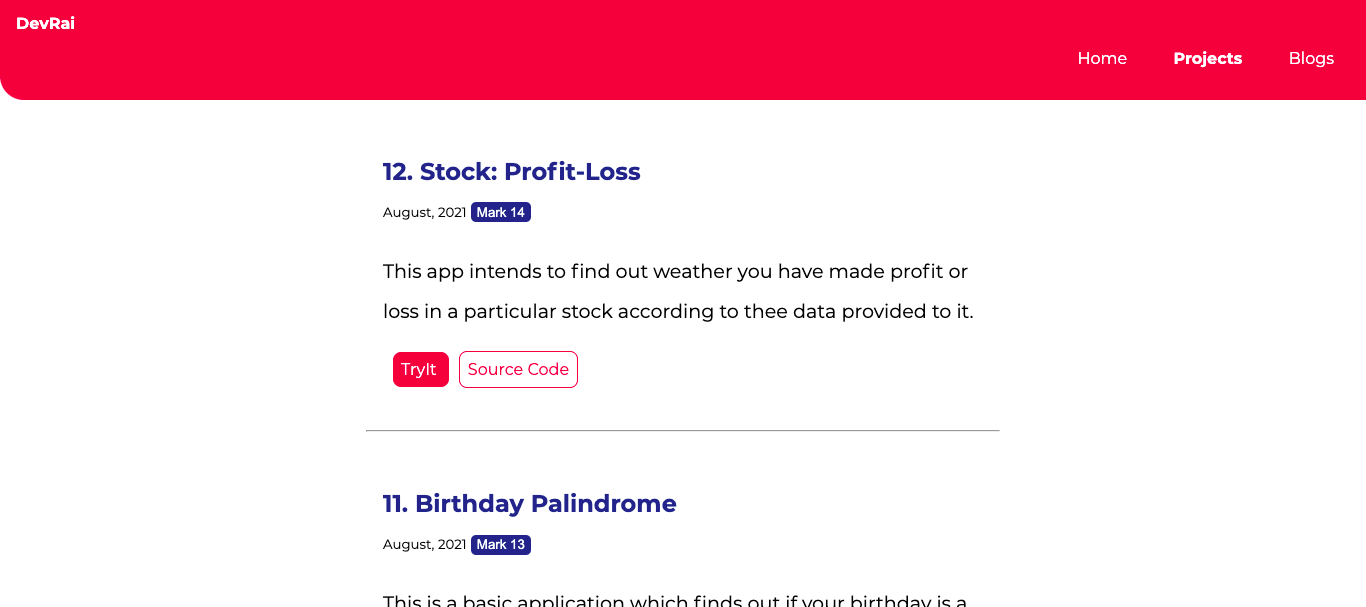 DevRai
Home Projects Blogs
12. Stock: Profit-Loss
August, 2021 Mark 14
This app intends to find out weather you have made profit or
loss in a particular stock according to thee data provided to it.
TryIt Source Code
11. Birthday Palindrome
August, 2021 Mark 13
This is a basic application which finds out if your birthday is a